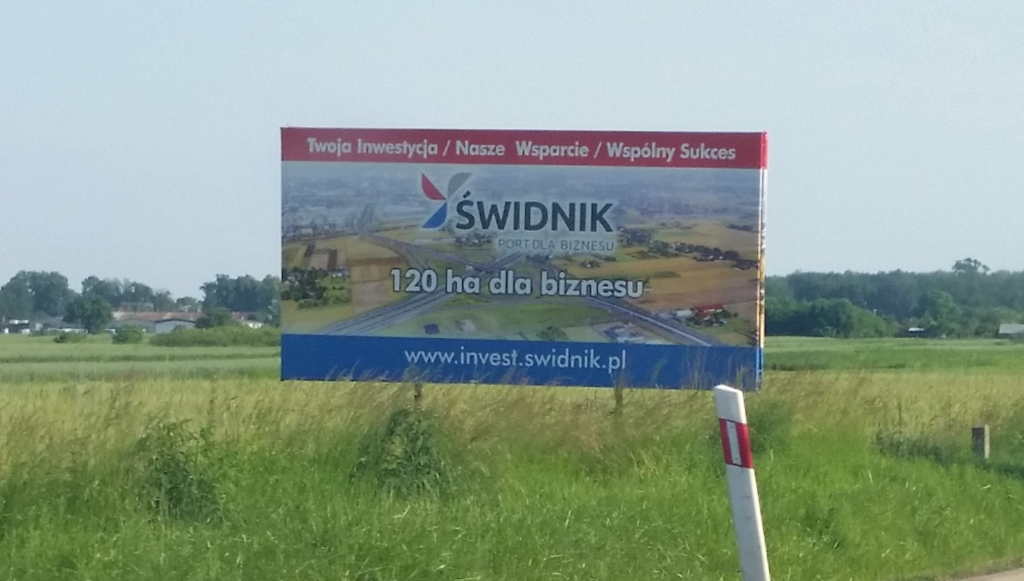 Twoja Inwestycja / Nasze Wsparcie / Wspólny Sukces
ŚWIDNIK
PORT DLA BIZNESU
120 ha dla biznesu
www.invest.swidnik.pl